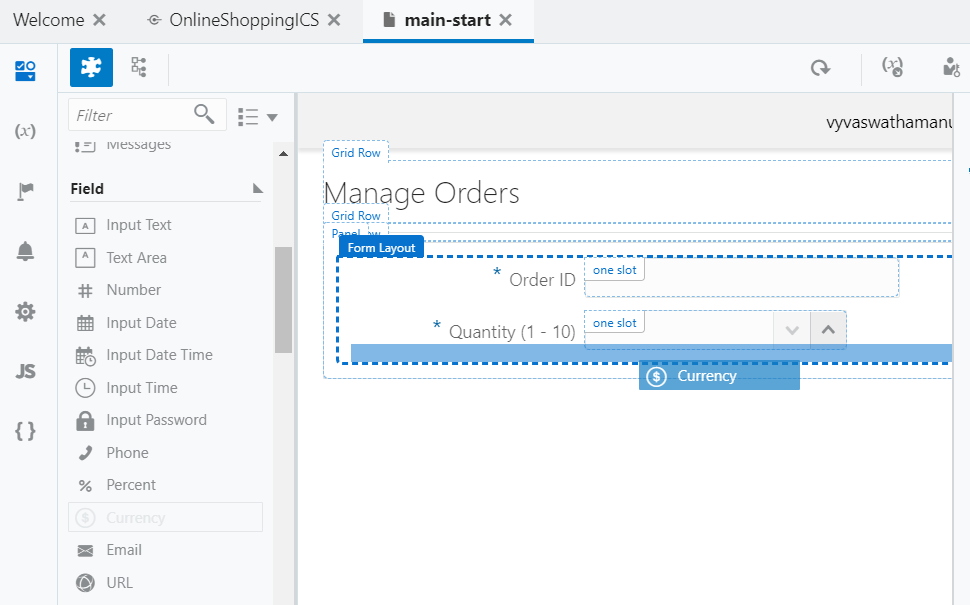 Welcome
OnlineShoppingICS
main-start
Filter
vyvaswathamanu
Messages
Grid Row
Field
Manage Orders
Input Text
Grid Row
Panel
Text Area
Form Layout
one slot
* Order ID
Number
Input Date
one slot
* Quantity (1 - 10)
Input Date Time
Currency
Input Time
Input Password
Phone
Percent
Currency
Email
URL
(x)
JS
{ }
(x)